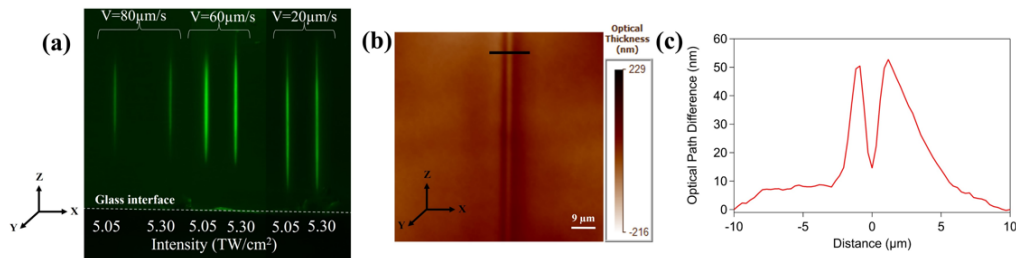 (a)
V=80µm/s V=60µm/s V=20µm/s
Z
Y X
Glass interface
5.05 5.30 5.05 5.30 5.05 5.30
Intensity (TW/cm²)
(b)
Optical
Thickness
(nm)
229
-216
Z
Y X
9 µm
(c)
Optical Path Difference (nm)
60
50
40
30
20
10
0
-10 -5 0 5 10
Distance (µm)